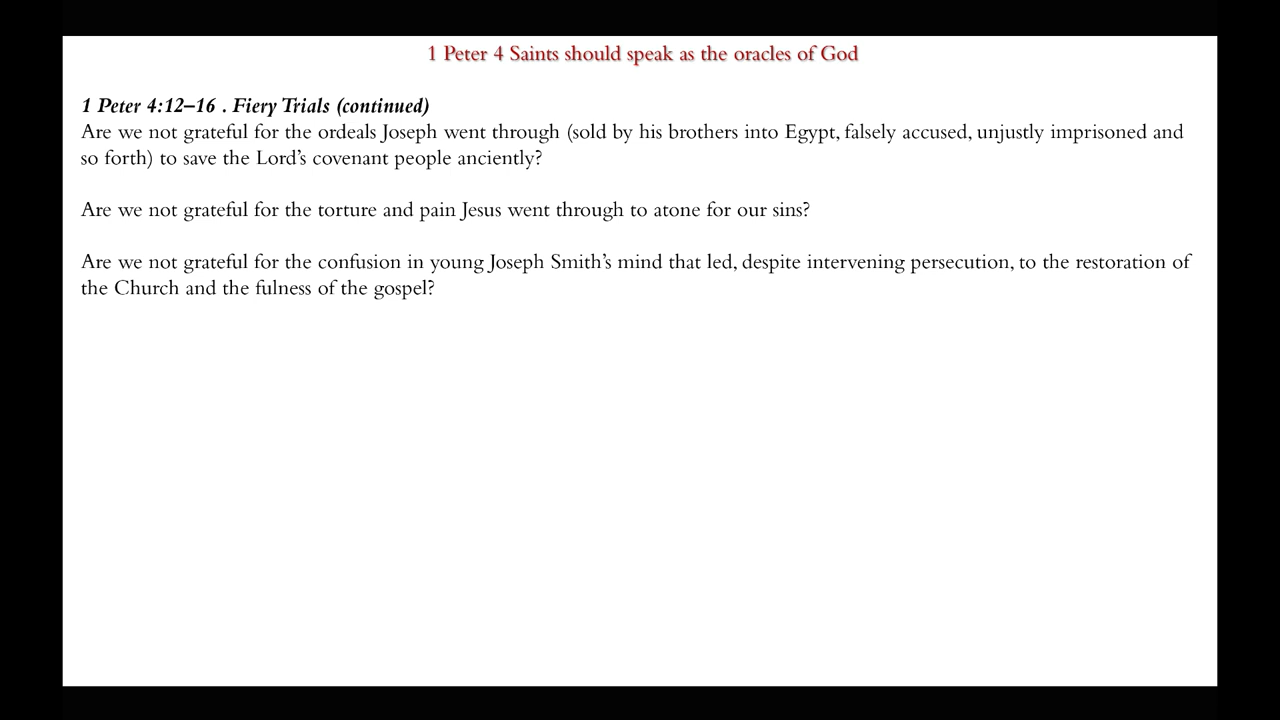 1 Peter 4 Saints should speak as the oracles of God
1 Peter 4:12–16 . Fiery Trials (continued)
Are we not grateful for the ordeals Joseph went through (sold by his brothers into Egypt, falsely accused, unjustly imprisoned and
so forth) to save the Lord’s covenant people anciently?
Are we not grateful for the torture and pain Jesus went through to atone for our sins?
Are we not grateful for the confusion in young Joseph Smith’s mind that led, despite intervening persecution, to the restoration of
the Church and the fulness of the gospel?